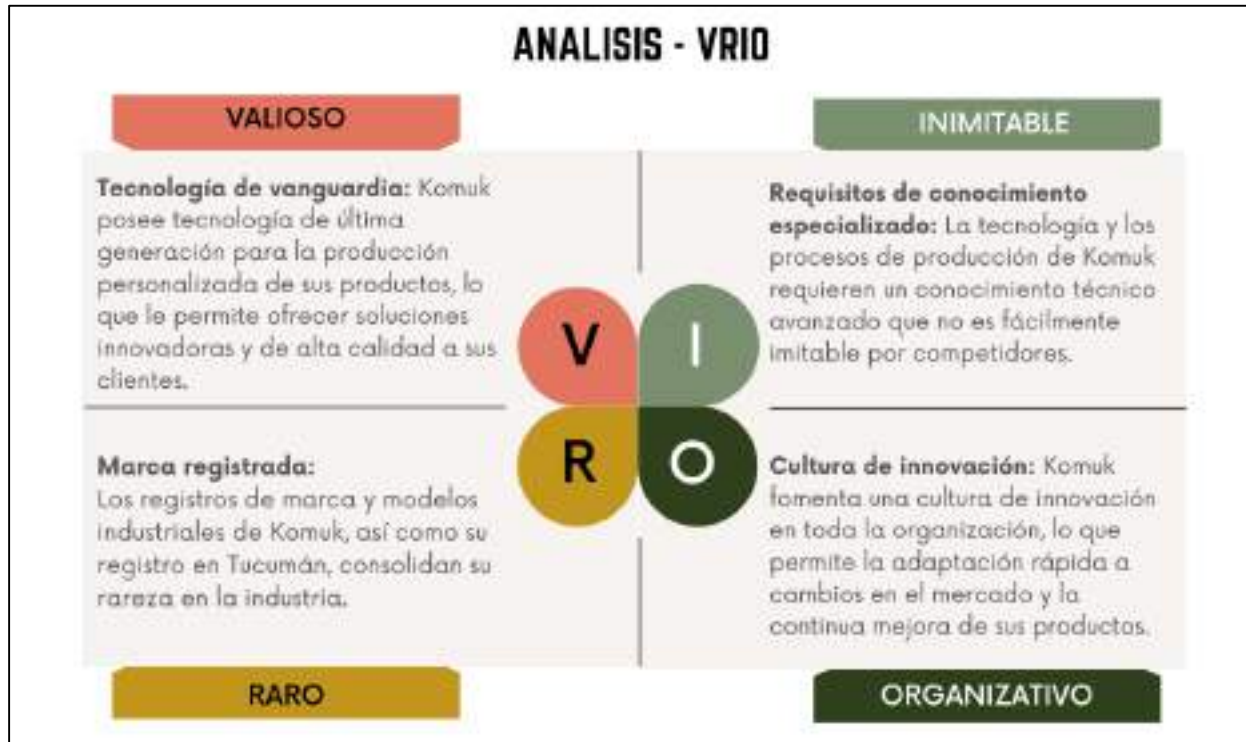 ANALISIS - VRIO
VALIOSO
Tecnología de vanguardia: Komuk
posee tecnología de última
generación para la producción
personalizada de sus productos, lo
que le permite ofrecer soluciones
innovadoras y de alta calidad a sus
clientes.
INIMITABLE
Requisitos de conocimiento
especializado: La tecnología y los
procesos de producción de Komuk
requieren un conocimiento técnico
avanzado que no es fácilmente
imitable por competidores.
V
I
R
O
Marca registrada:
Los registros de marca y modelos
industriales de Komuk, así como su
registro en Tucumán, consolidan su
rareza en la industria.
RARO
Cultura de innovación: Komuk
fomenta una cultura de innovación
en toda la organización, lo que
permite la adaptación rápida a
cambios en el mercado y la
continua mejora de sus productos.
ORGANIZATIVO